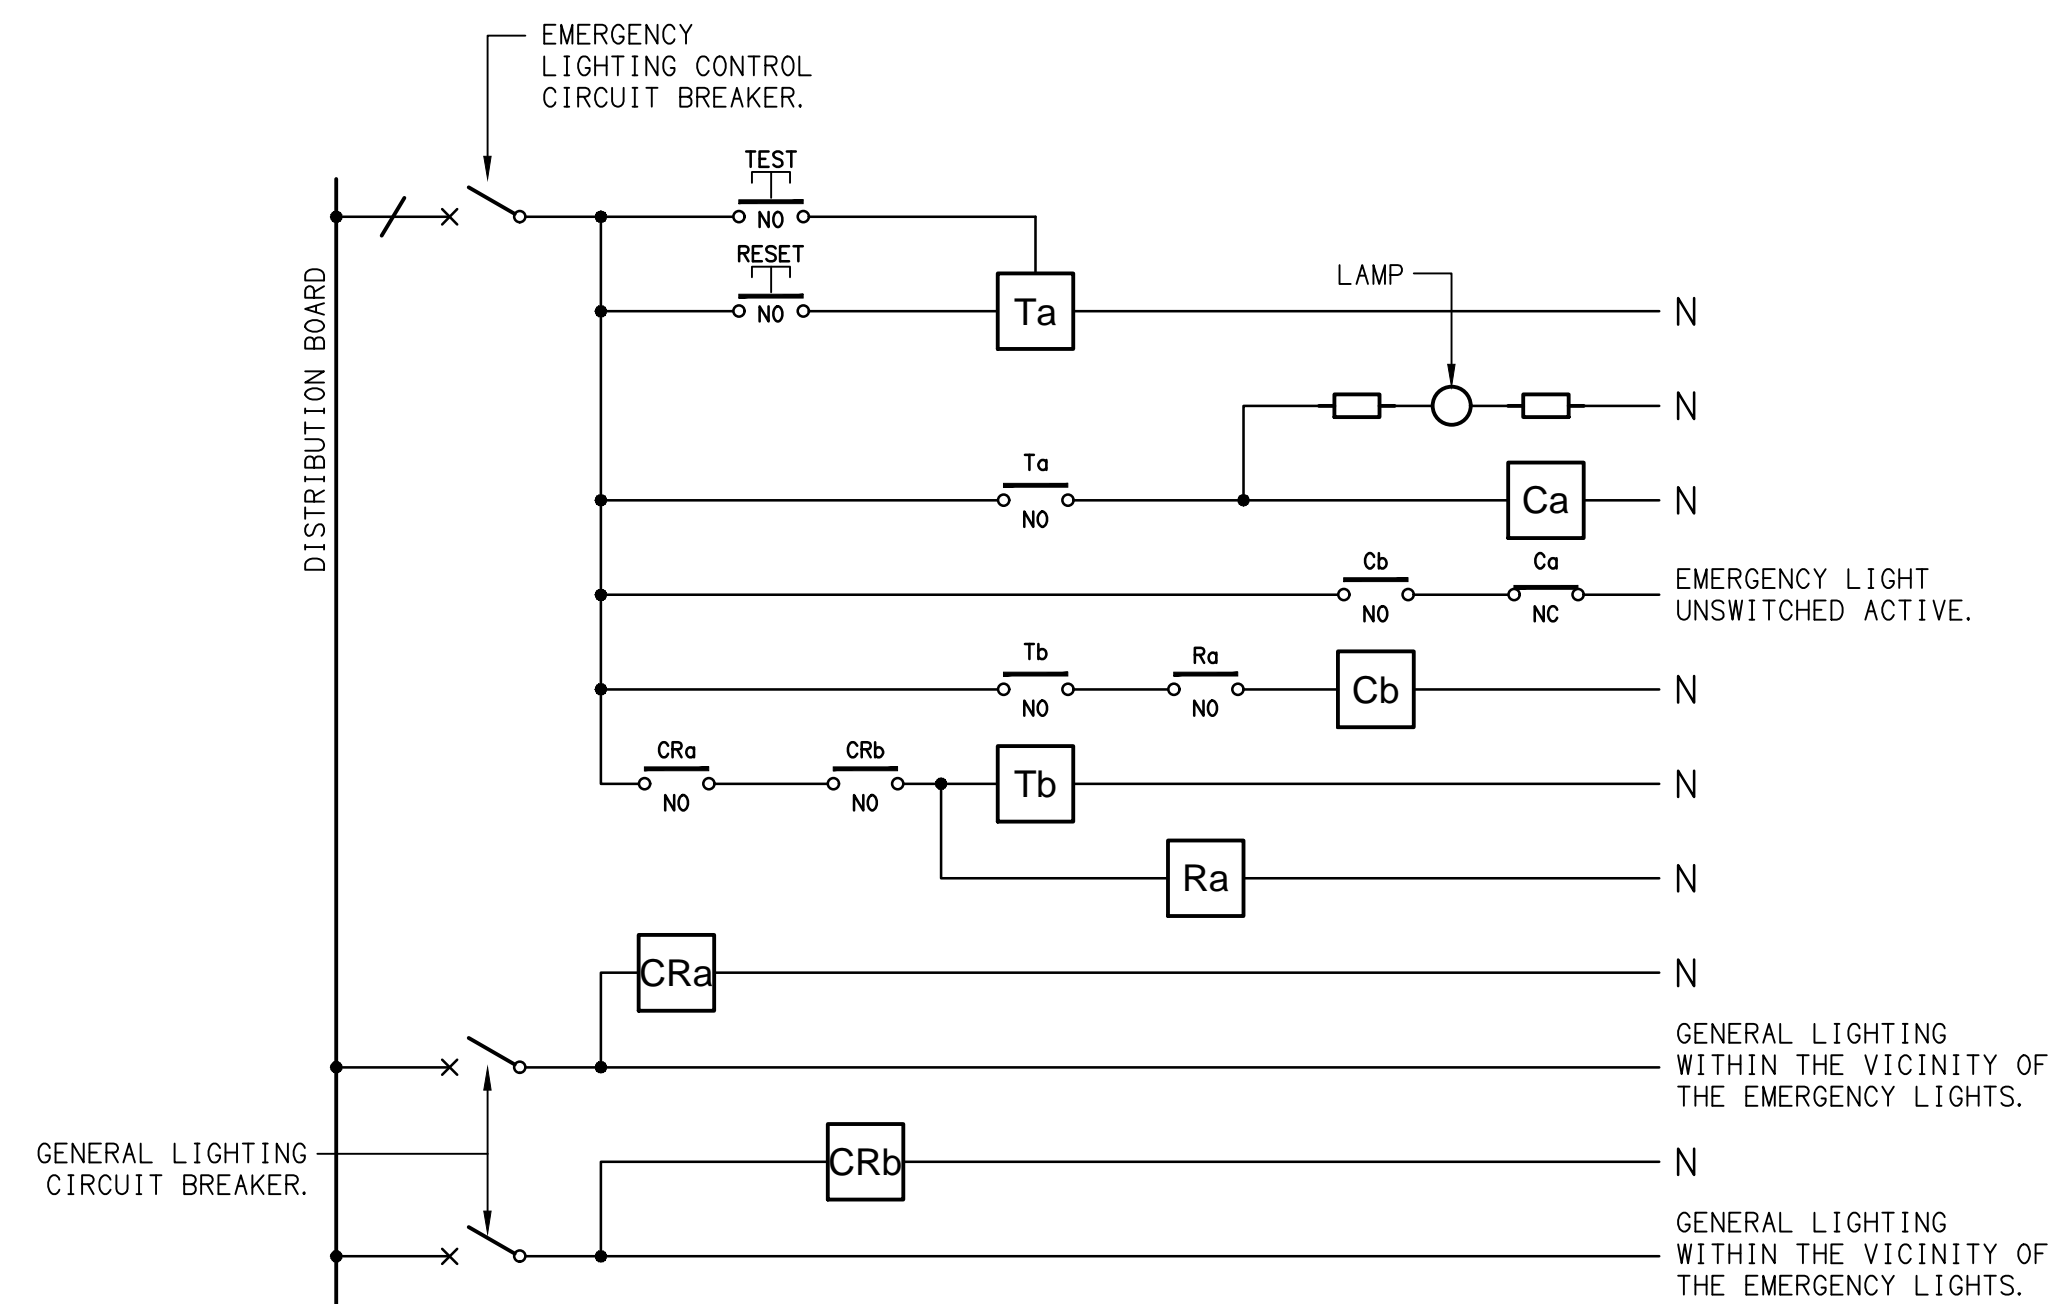 EMERGENCY
LIGHTING CONTROL
CIRCUIT BREAKER.
TEST
NO
RESET
NO
Ta
N
LAMP
N
DISTRIBUTION BOARD
Ta
NO
Ca
N
Cb
NO
Ca
NC
EMERGENCY LIGHT
UNSWITCHED ACTIVE.
Tb
NO
Ra
NO
Cb
N
CRa
NO
CRb
NO
Tb
N
Ra
N
CRa
N
GENERAL LIGHTING
WITHIN THE VICINITY OF
THE EMERGENCY LIGHTS.
GENERAL LIGHTING
CIRCUIT BREAKER.
CRb
N
GENERAL LIGHTING
WITHIN THE VICINITY OF
THE EMERGENCY LIGHTS.